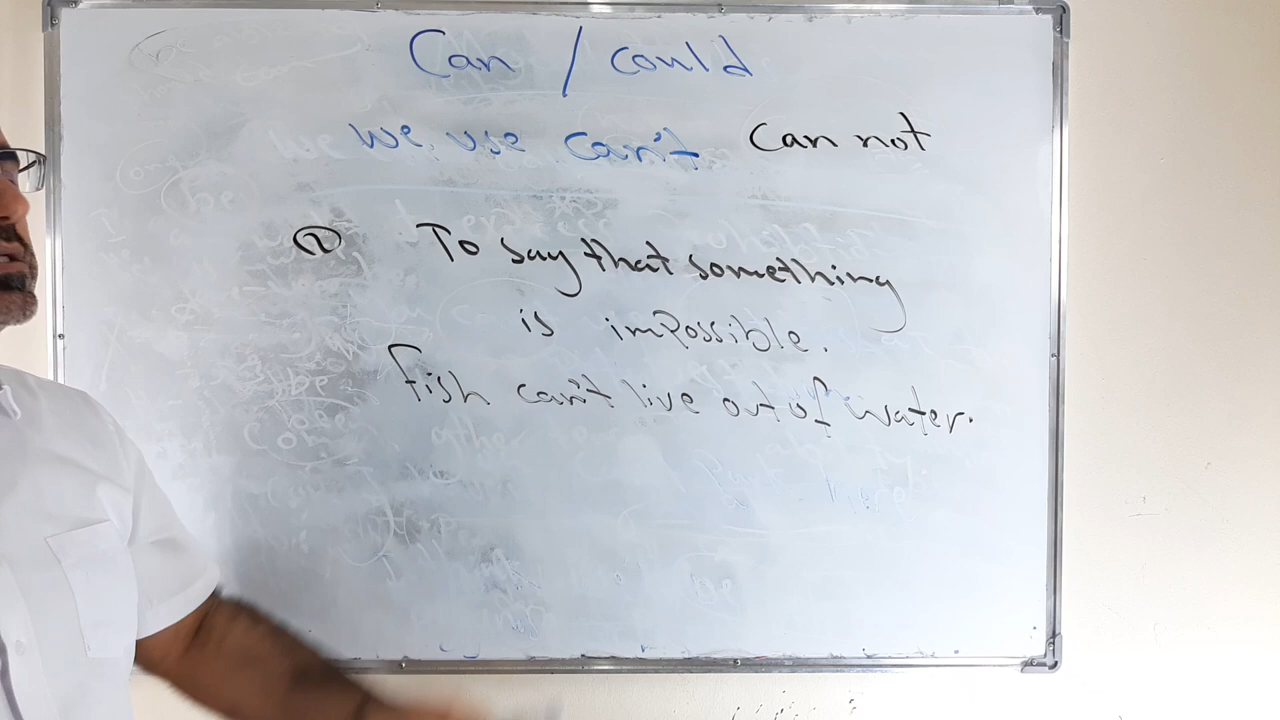 Can / could
we use can't can not
② To say that something
is impossible.
fish can't live out of water.